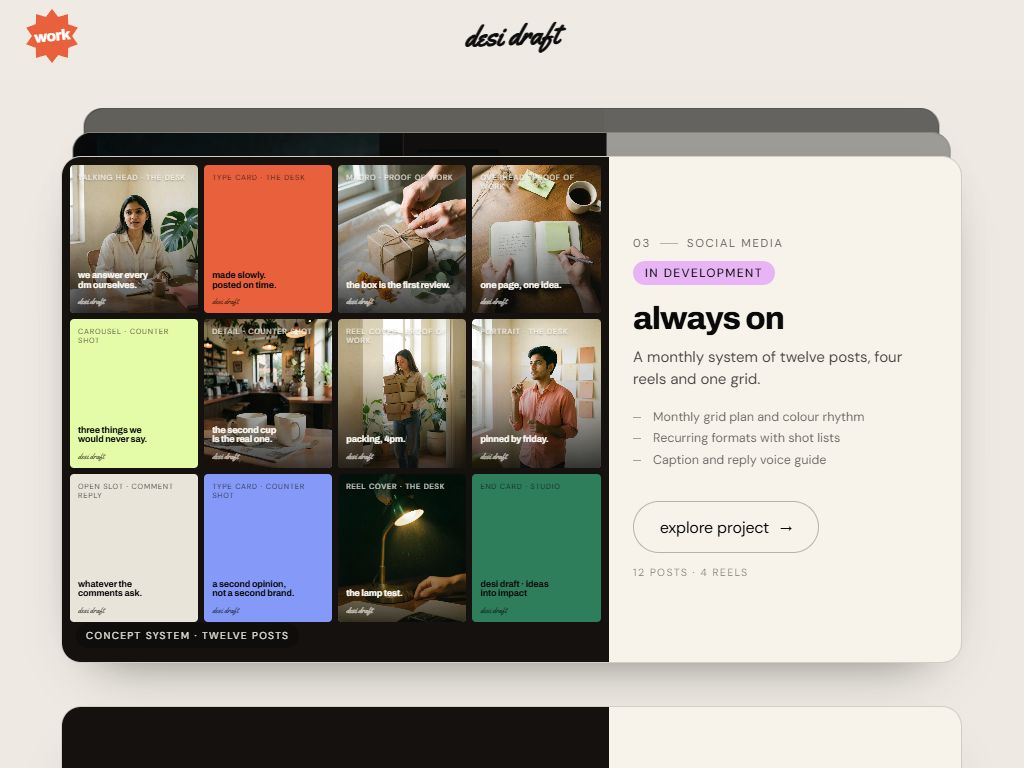 work
desi draft
TALKING HEAD · THE DESK
we answer every
dm ourselves.
desi draft
TYPE CARD · THE DESK
made slowly.
posted on time.
desi draft
MACRO · PROOF OF WORK
the box is the first review.
desi draft
OVERHEAD · PROOF OF
WORK
one page, one idea.
desi draft
CAROUSEL · COUNTER
SHOT
three things we
would never say.
desi draft
DETAIL · COUNTER SHOT
the second cup
is the real one.
desi draft
REEL COVER · PROOF OF
WORK
packing, 4pm.
desi draft
PORTRAIT · THE DESK
pinned by friday.
desi draft
OPEN SLOT · COMMENT
REPLY
whatever the
comments ask.
desi draft
TYPE CARD · COUNTER
SHOT
a second opinion,
not a second brand.
desi draft
REEL COVER · THE DESK
the lamp test.
desi draft
END CARD · STUDIO
desi draft · ideas
into impact
desi draft
CONCEPT SYSTEM · TWELVE POSTS
03 — SOCIAL MEDIA
IN DEVELOPMENT
always on
A monthly system of twelve posts, four
reels and one grid.
– Monthly grid plan and colour rhythm
– Recurring formats with shot lists
– Caption and reply voice guide
explore project →
12 POSTS · 4 REELS